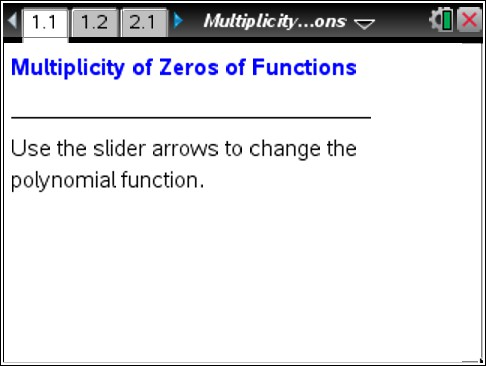 1.1 1.2 2.1 Multiplicity...ons
Multiplicity of Zeros of Functions
Use the slider arrows to change the
polynomial function.